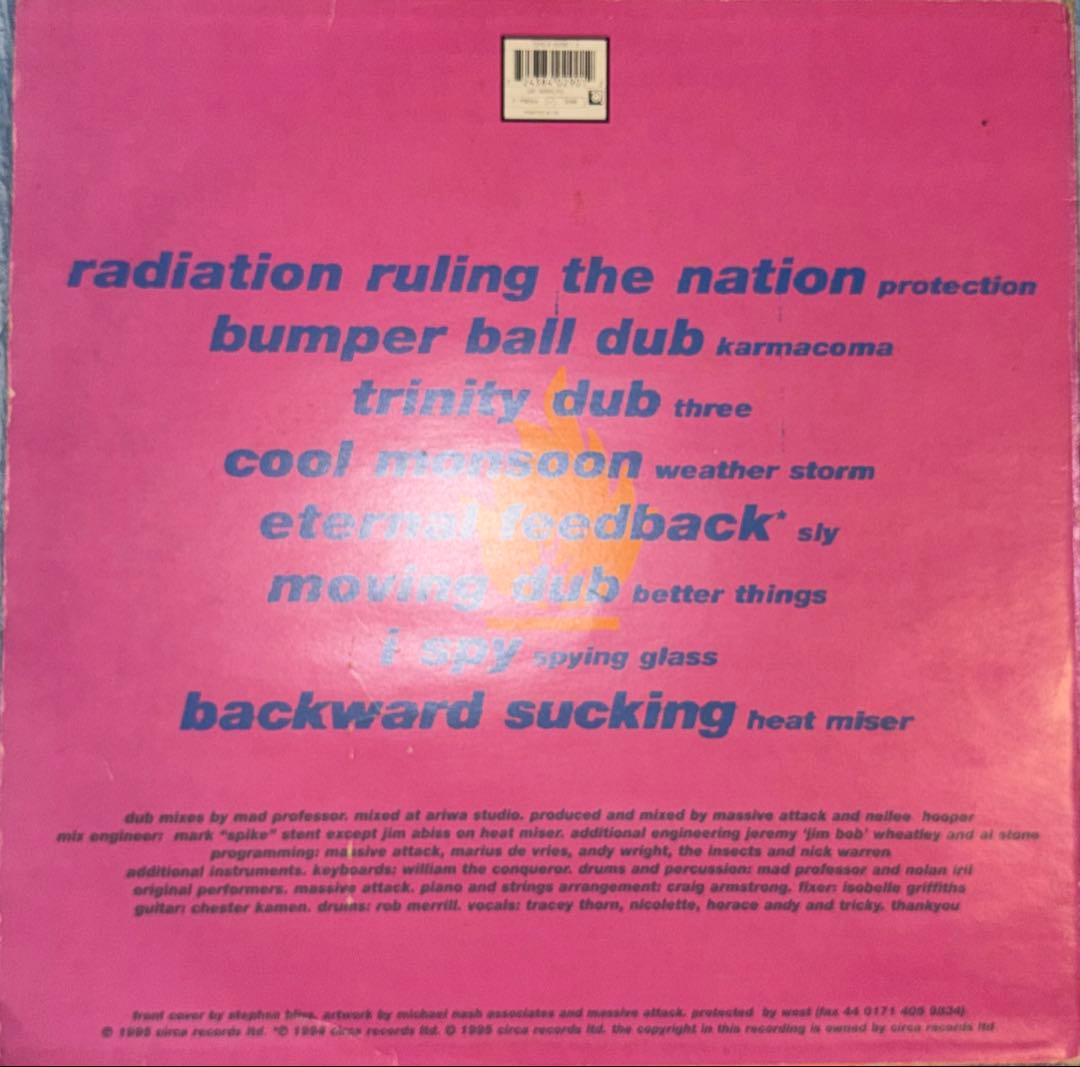 24384 0290
radiation ruling the nation protection
bumper ball dub karmacoma
trinity dub three
cool monsoon weather storm
eternal feedback* sly
moving dub better things
i spy spying glass
backward sucking heat miser
dub mixes by mad professor. mixed at ariwa studio. produced and mixed by massive attack and nellee hooper
mix engineer: mark "spike" stent except jim abiss on heat miser. additional engineering jeremy 'jim bob' wheatley and al stone
programming: massive attack, marius de vries, andy wright, the insects and nick warren
additional instruments. keyboards: william the conqueror. drums and percussion: mad professor and nolan
original performers. massive attack. piano and strings arrangement: craig armstrong. fixer: isobelle griffiths
guitar: chester kamen. drums: rob merrill. vocals: tracey thorn, nicolette, horace andy and tricky. thankyou
front cover by stephen bliss. artwork by michael nash associates and massive attack. protected by west (fax 44 0171 405 9834)
© 1995 circa records ltd. *℗ 1994 circa records ltd. ℗ 1995 circa records ltd. the copyright in this recording is owned by circa records ltd